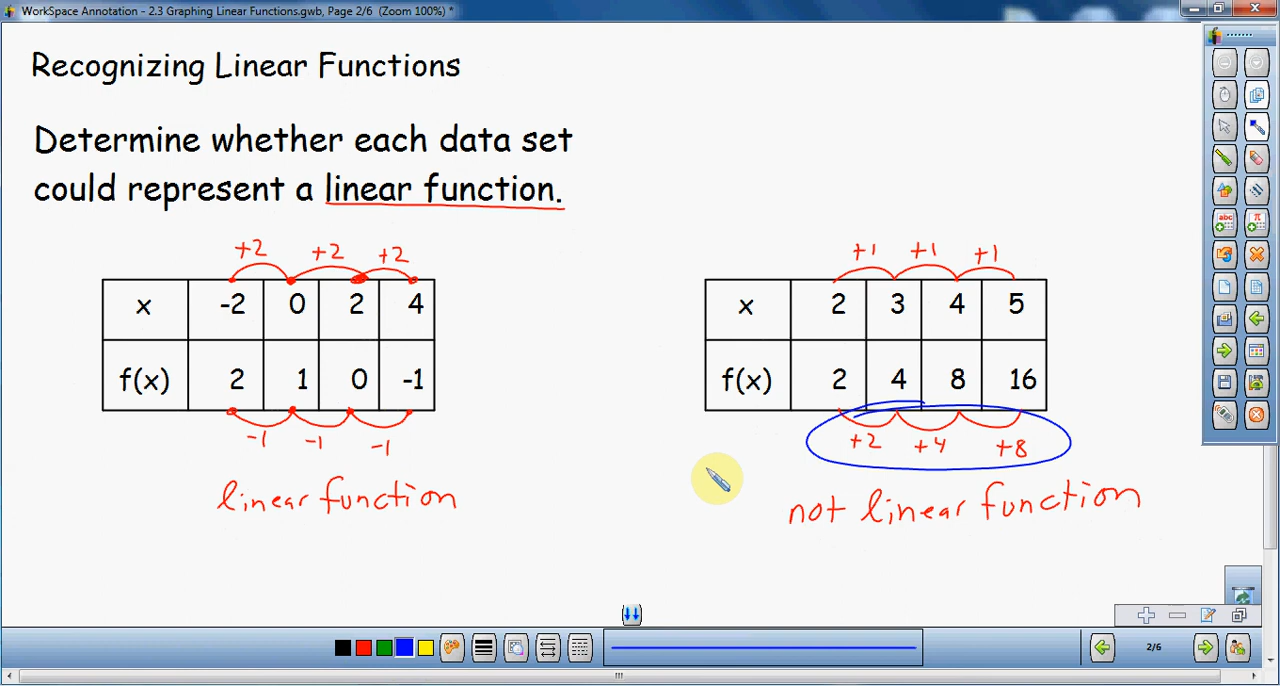 WorkSpace Annotation - 2.3 Graphing Linear Functions.gwb, Page 2/6 (Zoom 100%) *
Recognizing Linear Functions
Determine whether each data set
could represent a linear function.
+2 +2 +2
x -2 0 2 4
f(x) 2 1 0 -1
-1 -1 -1
linear function
+1 +1 +1
x 2 3 4 5
f(x) 2 4 8 16
+2 +4 +8
not linear function
abc
π
2/6